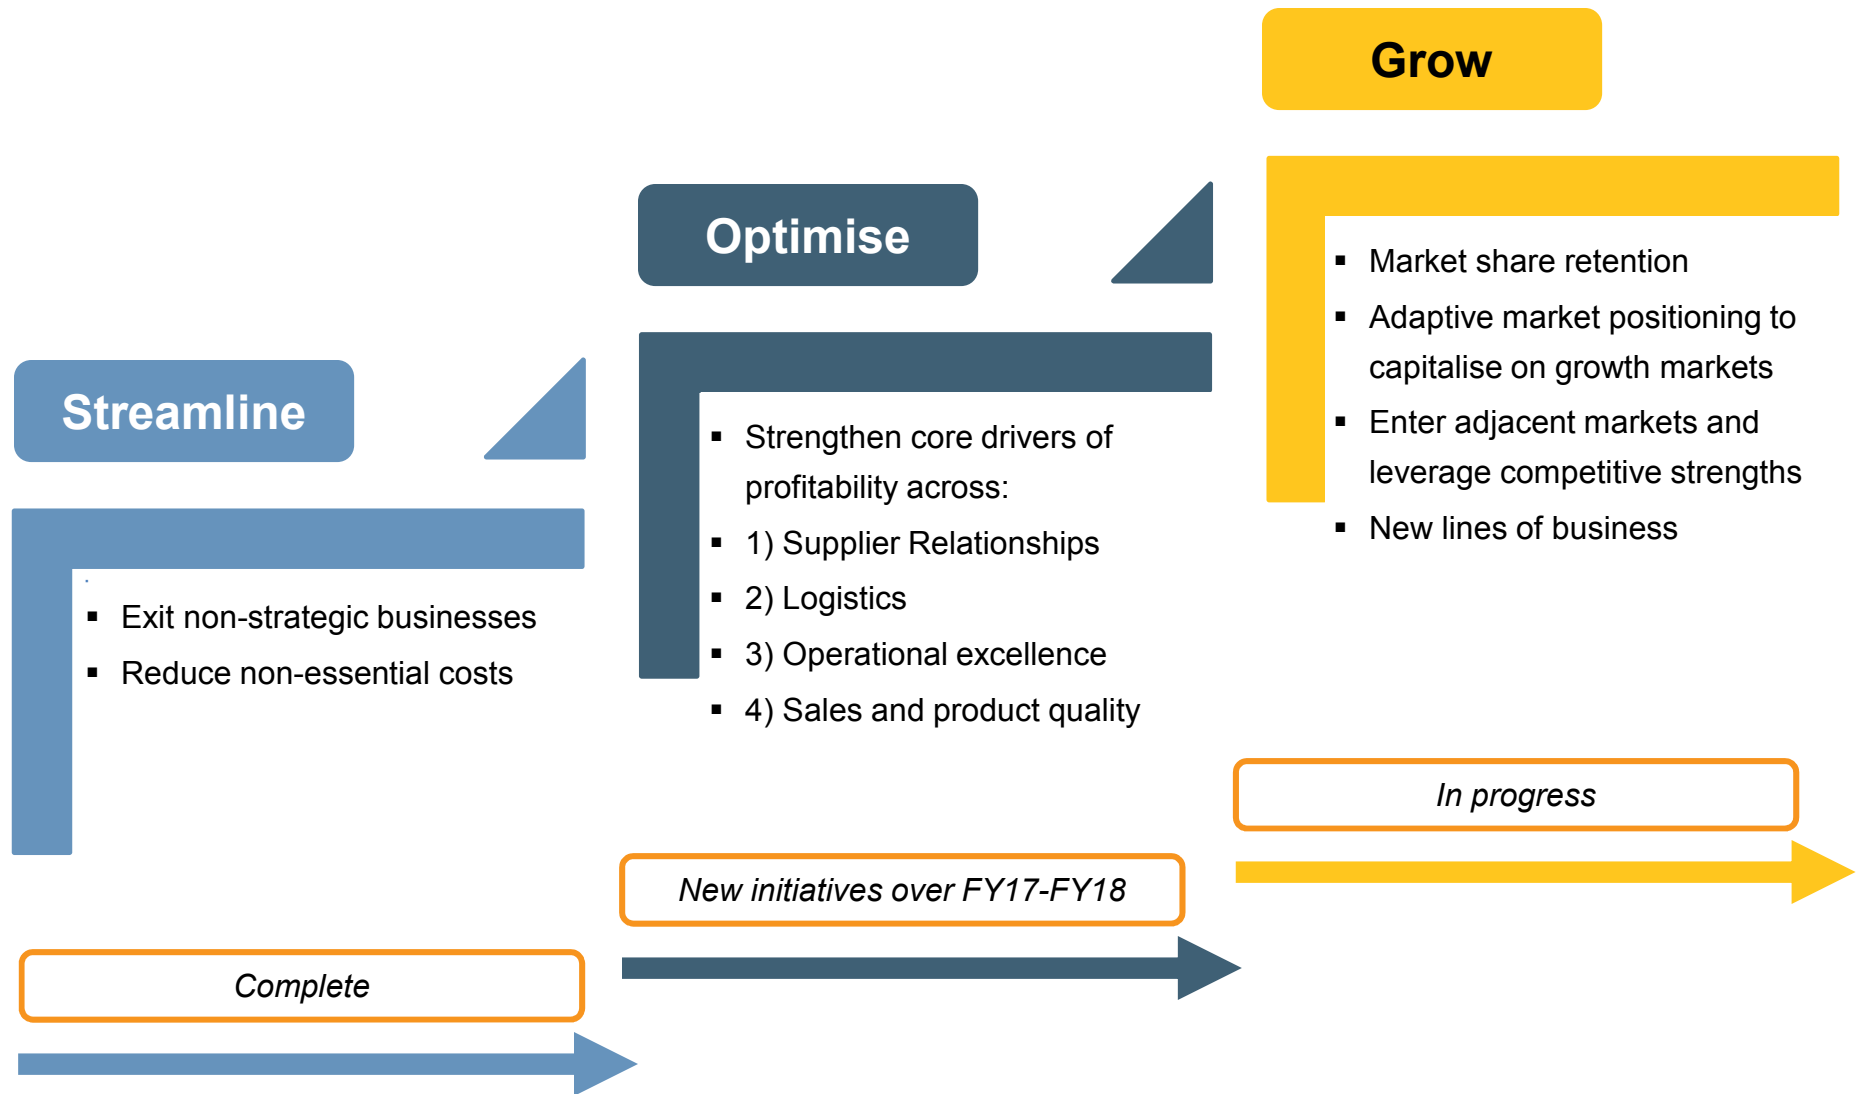 Streamline
▪ Exit non-strategic businesses
▪ Reduce non-essential costs
Complete
Optimise
▪ Strengthen core drivers of
profitability across:
▪ 1) Supplier Relationships
▪ 2) Logistics
▪ 3) Operational excellence
▪ 4) Sales and product quality
New initiatives over FY17-FY18
Grow
▪ Market share retention
▪ Adaptive market positioning to
capitalise on growth markets
▪ Enter adjacent markets and
leverage competitive strengths
▪ New lines of business
In progress